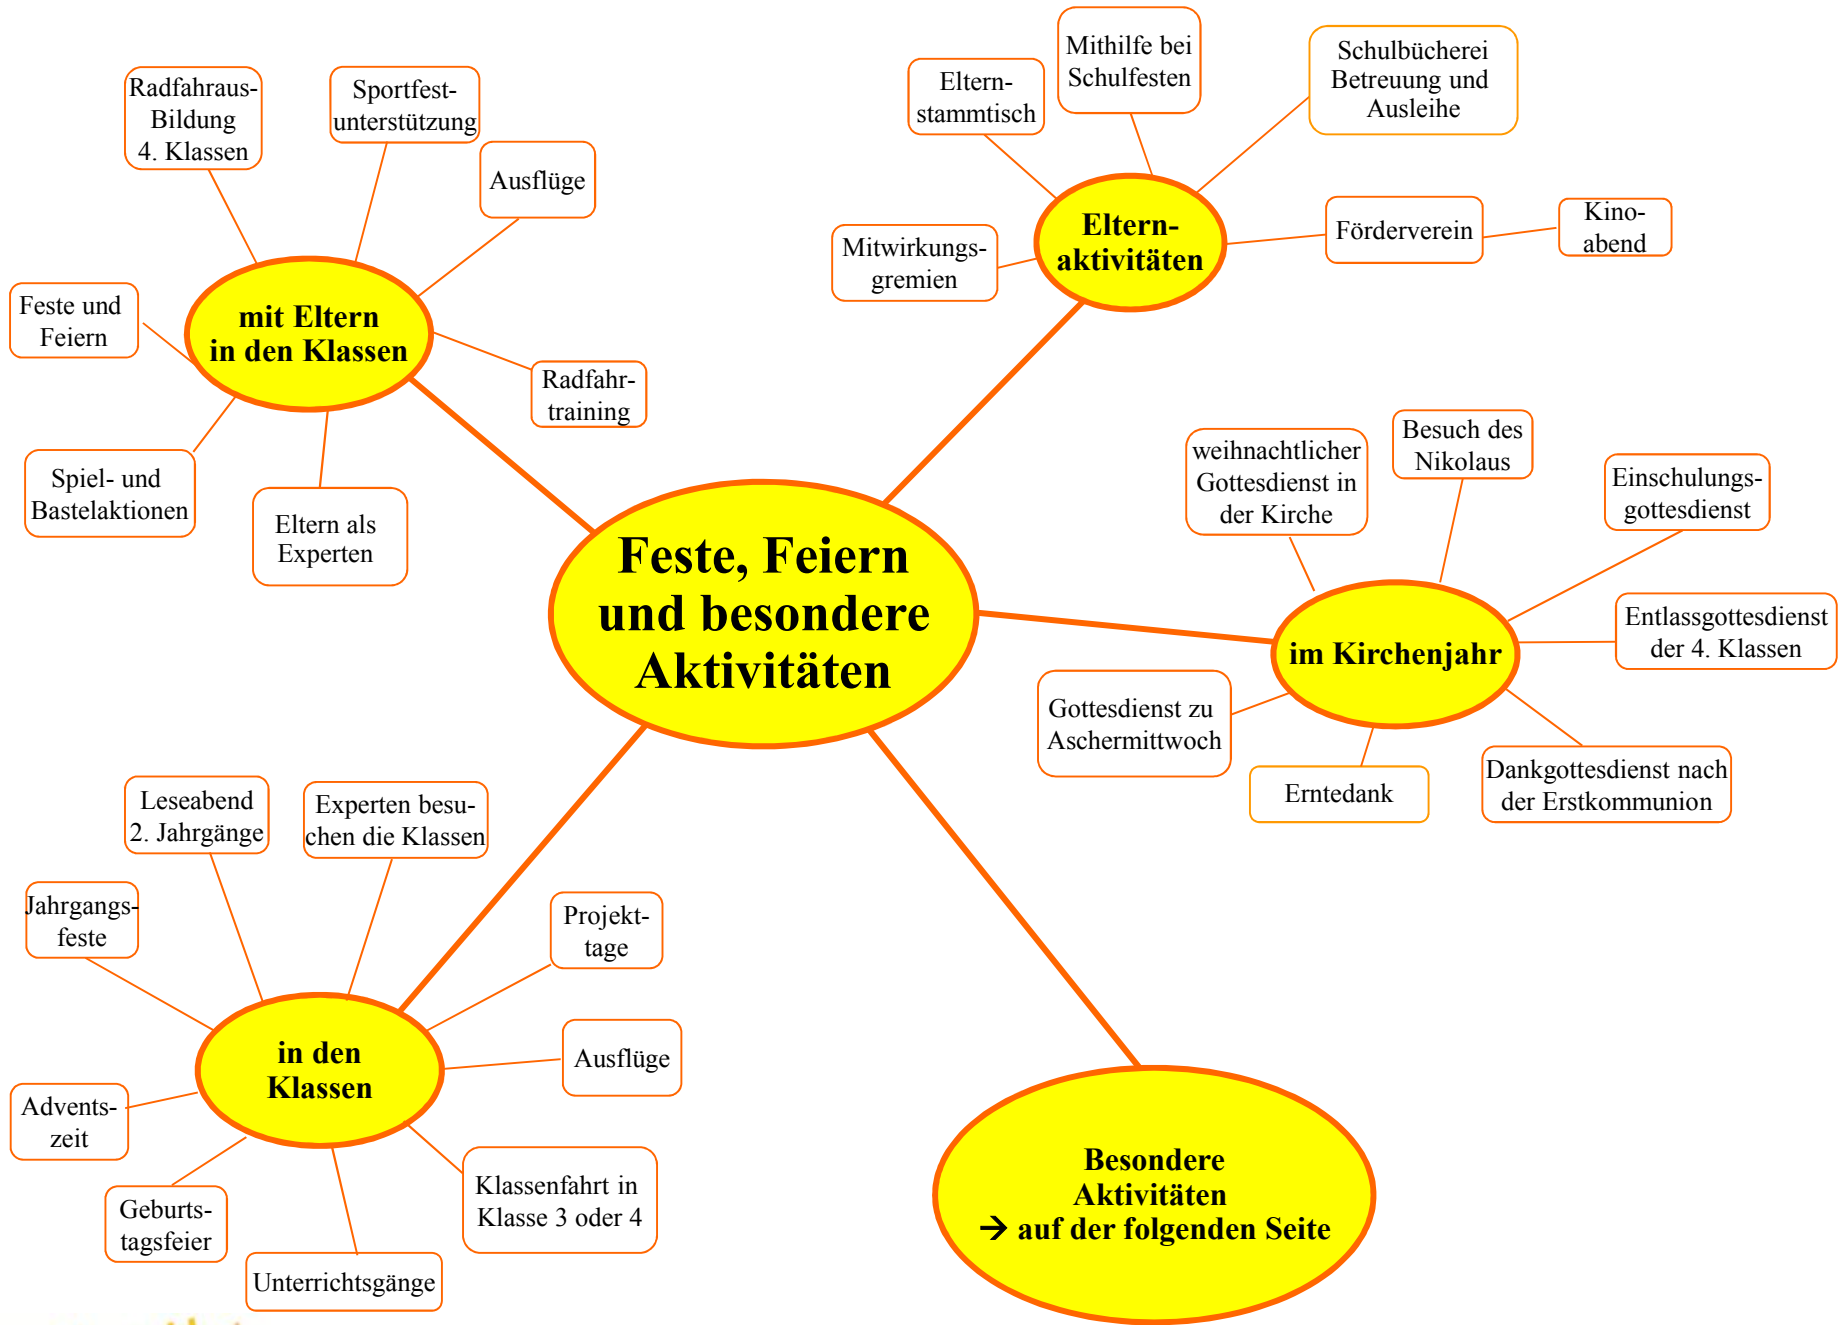 Radfahraus-
Bildung
4. Klassen
Sportfest-
unterstützung
Ausflüge
Feste und
Feiern
mit Eltern
in den Klassen
Radfahr-
training
Spiel- und
Bastelaktionen
Eltern als
Experten
Eltern-
stammtisch
Mithilfe bei
Schulfesten
Schulbücherei
Betreuung und
Ausleihe
Mitwirkungs-
gremien
Eltern-
aktivitäten
Förderverein
Kino-
abend
Feste, Feiern
und besondere
Aktivitäten
weihnachtlicher
Gottesdienst in
der Kirche
Besuch des
Nikolaus
Einschulungs-
gottesdienst
Entlassgottesdienst
der 4. Klassen
im Kirchenjahr
Gottesdienst zu
Aschermittwoch
Erntedank
Dankgottesdienst nach
der Erstkommunion
Leseabend
2. Jahrgänge
Experten besu-
chen die Klassen
Jahrgangs-
feste
Projekt-
tage
in den
Klassen
Ausflüge
Advents-
zeit
Geburts-
tagsfeier
Unterrichtsgänge
Klassenfahrt in
Klasse 3 oder 4
Besondere
Aktivitäten
→ auf der folgenden Seite